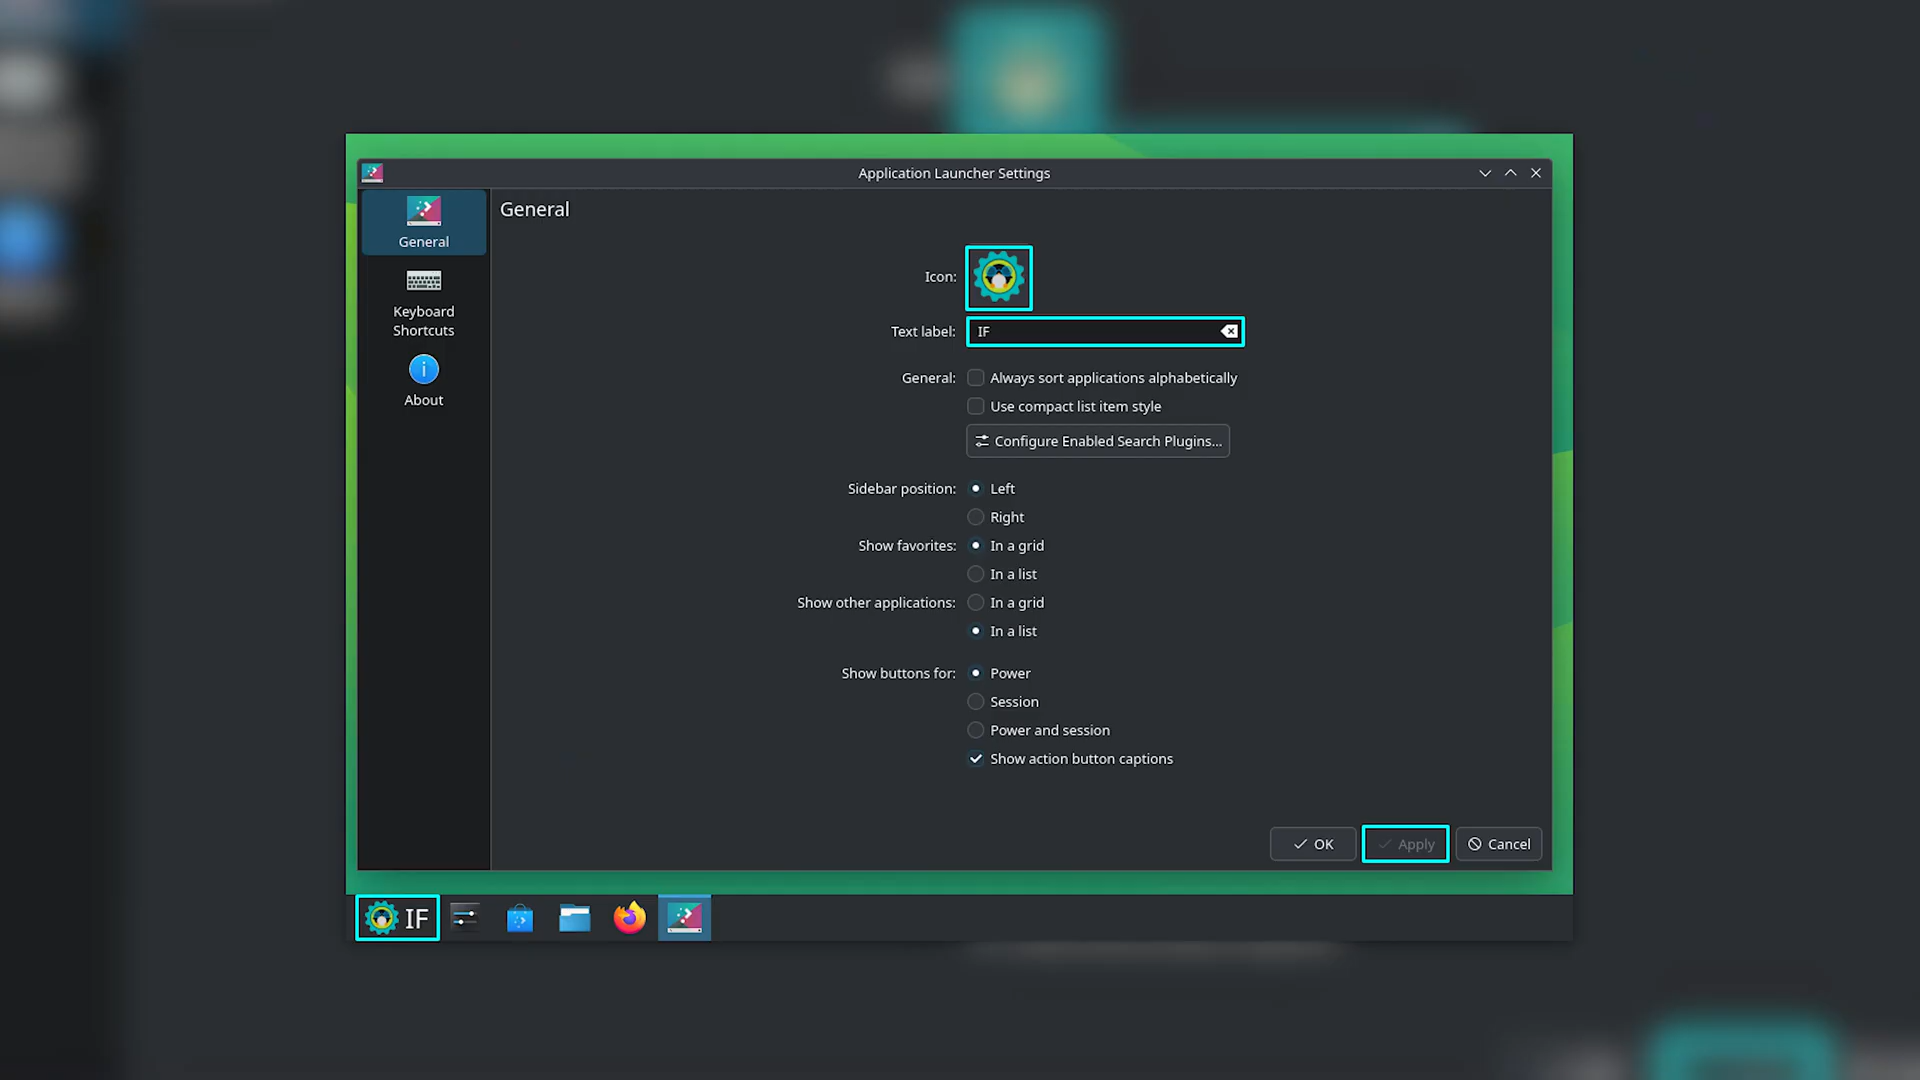 Application Launcher Settings
General
Keyboard
Shortcuts
About
General
Icon:
Text label: IF
General: Always sort applications alphabetically
Use compact list item style
Configure Enabled Search Plugins...
Sidebar position: Left
Right
Show favorites: In a grid
In a list
Show other applications: In a grid
In a list
Show buttons for: Power
Session
Power and session
Show action button captions
OK Apply Cancel
IF